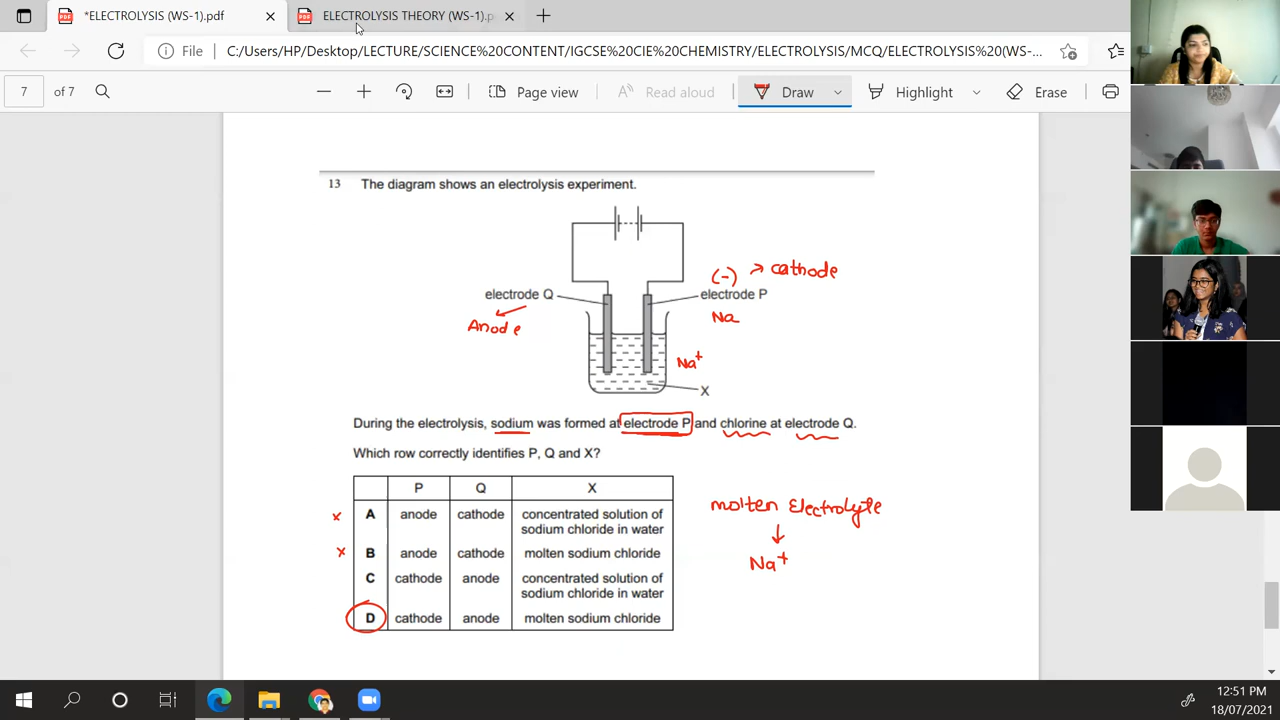 *ELECTROLYSIS (WS-1).pdf
ELECTROLYSIS THEORY (WS-1).p
File C:/Users/HP/Desktop/LECTURE/SCIENCE%20CONTENT/IGCSE%20CIE%20CHEMISTRY/ELECTROLYSIS/MCQ/ELECTROLYSIS%20(WS-...
7 of 7 Page view Read aloud Draw Highlight Erase
13 The diagram shows an electrolysis experiment.
(-) → cathode
electrode Q electrode P
Anode Na
Na+
X
During the electrolysis, sodium was formed at electrode P and chlorine at electrode Q.
Which row correctly identifies P, Q and X?
P Q X
x A anode cathode concentrated solution of
sodium chloride in water
x B anode cathode molten sodium chloride
C cathode anode concentrated solution of
sodium chloride in water
D cathode anode molten sodium chloride
molten Electrolyte
↓
Na+
12:51 PM
18/07/2021